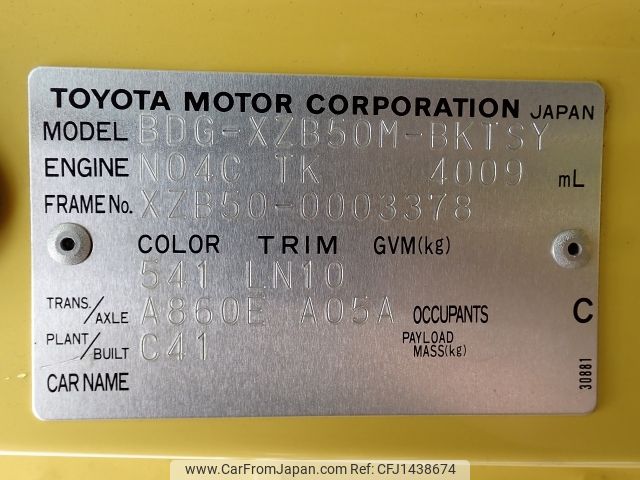 TOYOTA MOTOR CORPORATION JAPAN
MODEL BDG-XZB50M-BKTSY
ENGINE N04C TK 4009 mL
FRAME No. XZB50-0003378
COLOR TRIM GVM(kg)
541 LN10
TRANS./AXLE A860E A05A OCCUPANTS C
PLANT/BUILT C41 PAYLOAD MASS(kg)
CAR NAME
30881
www.CarFromJapan.com CFJ1438674